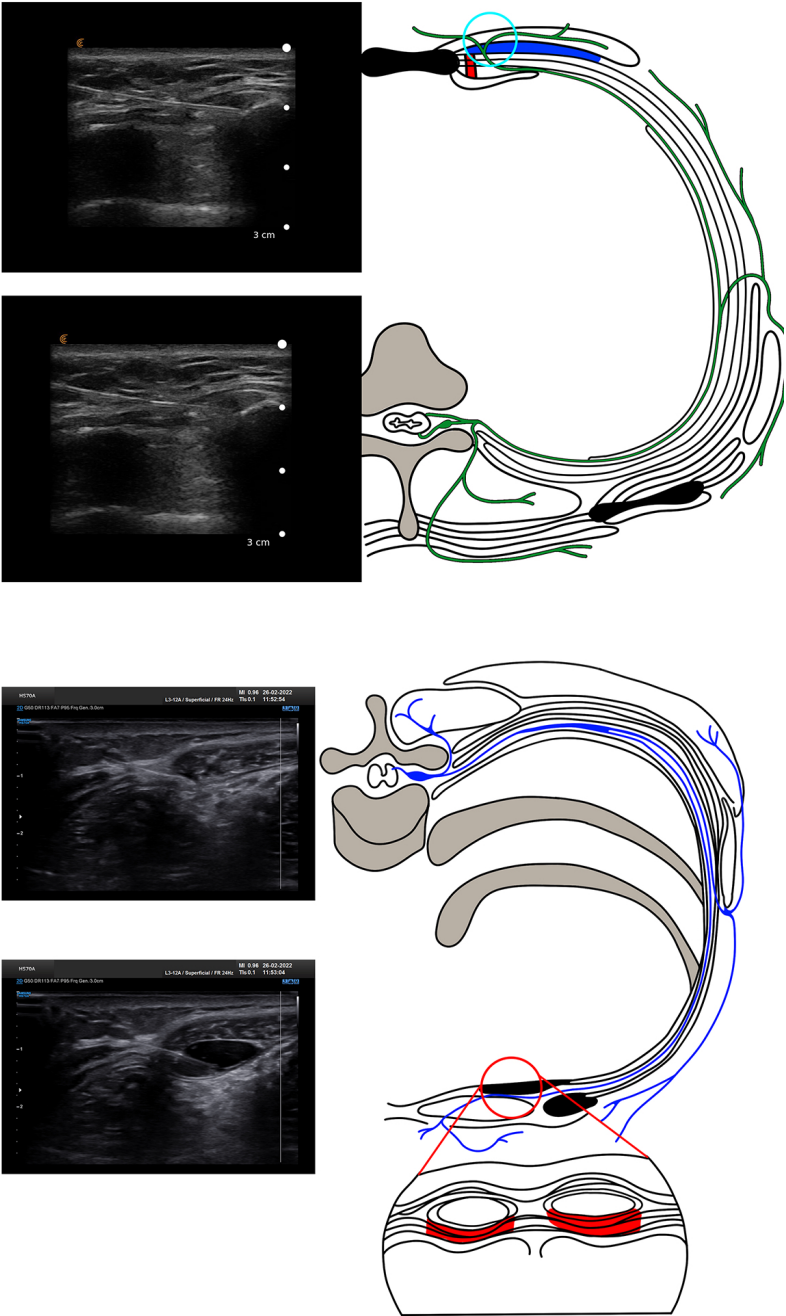 3 cm
3 cm
HS70A
MI 0.96 26-02-2022
L3-12A / Superficial / FR 24Hz TIs 0.1 11:52:54
2D G50 DR113 FA7 P95 Frq Gen. 3.0cm
1
2
HS70A
MI 0.96 26-02-2022
L3-12A / Superficial / FR 24Hz TIs 0.1 11:53:04
2D G50 DR113 FA7 P95 Frq Gen. 3.0cm
1
2